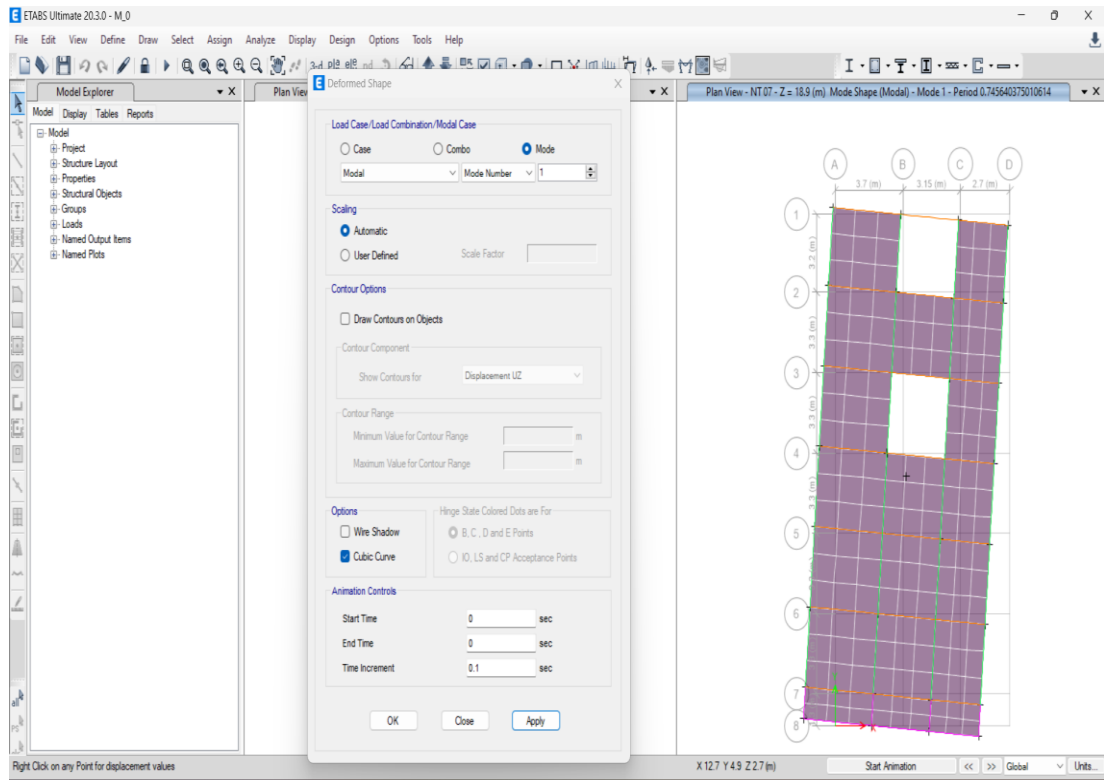 ETABS Ultimate 20.3.0 - M_0
File Edit View Define Draw Select Assign Analyze Display Design Options Tools Help
Model Explorer
Plan View
Plan View - NT 07 - Z = 18.9 (m) Mode Shape (Modal) - Mode 1 - Period 0.745640375010614
Model Display Tables Reports
Model
Project
Structure Layout
Properties
Structural Objects
Groups
Loads
Named Output Items
Named Plots
Deformed Shape
Load Case/Load Combination/Modal Case
Case Combo Mode
Modal Mode Number 1
Scaling
Automatic
User Defined Scale Factor
Contour Options
Draw Contours on Objects
Contour Component
Show Contours for Displacement UZ
Contour Range
Minimum Value for Contour Range m
Maximum Value for Contour Range m
Options
Wire Shadow
Cubic Curve
Hinge State Colored Dots are For
B, C, D and E Points
IO, LS and CP Acceptance Points
Animation Controls
Start Time 0 sec
End Time 0 sec
Time Increment 0.1 sec
OK Close Apply
A B C D
3.7 (m) 3.15 (m) 2.7 (m)
1
3.2 (m)
2
3.3 (m)
3
3.3 (m)
4
3.3 (m)
5
6
7
8
Right Click on any Point for displacement values
X 12.7 Y 4.9 Z 2.7 (m)
Start Animation << >> Global Units...